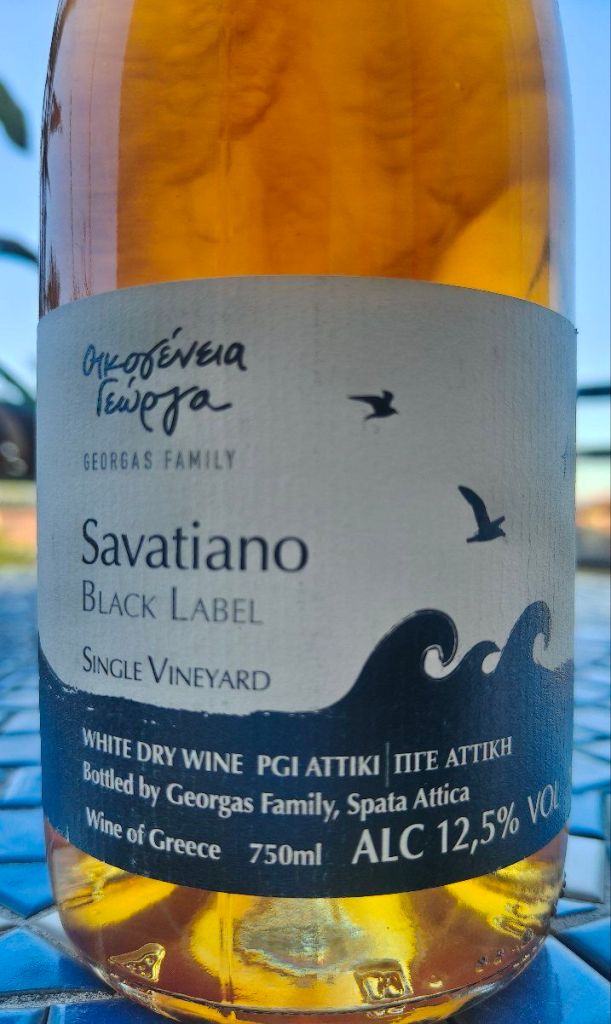 οικογένεια
Γεώργα
GEORGAS FAMILY
Savatiano
BLACK LABEL
SINGLE VINEYARD
WHITE DRY WINE PGI ATTIKI | ΠΓΕ ΑΤΤΙΚΗ
Bottled by Georgas Family, Spata Attica
Wine of Greece 750ml ALC 12,5% VOL